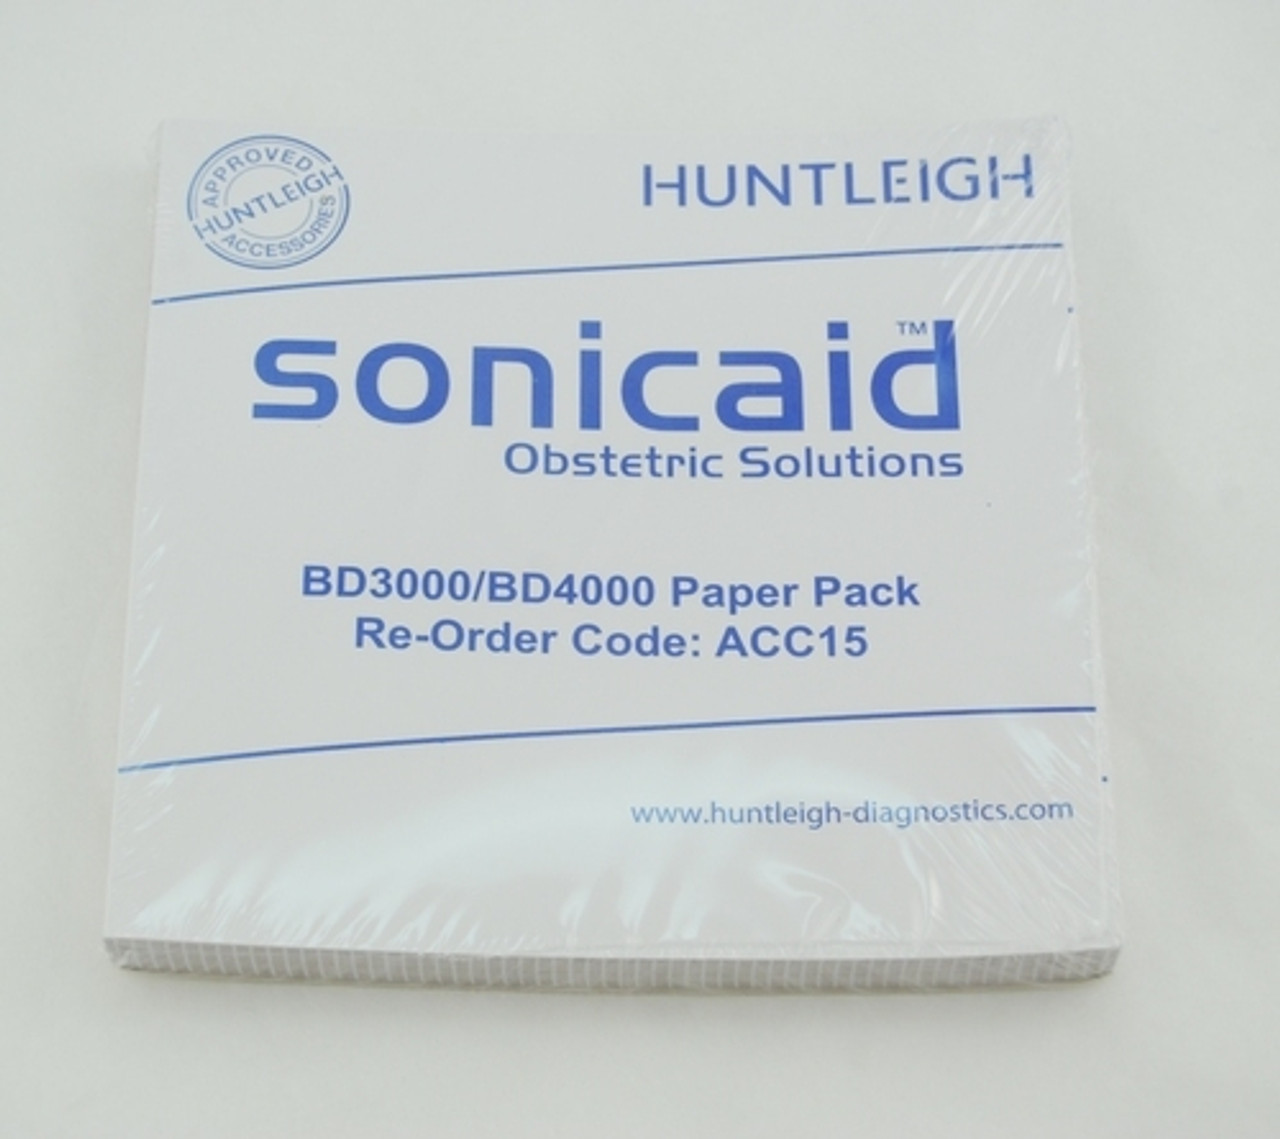 APPROVED
HUNTLEIGH
ACCESSORIES
HUNTLEIGH
sonicaid™
Obstetric Solutions
BD3000/BD4000 Paper Pack
Re-Order Code: ACC15
www.huntleigh-diagnostics.com